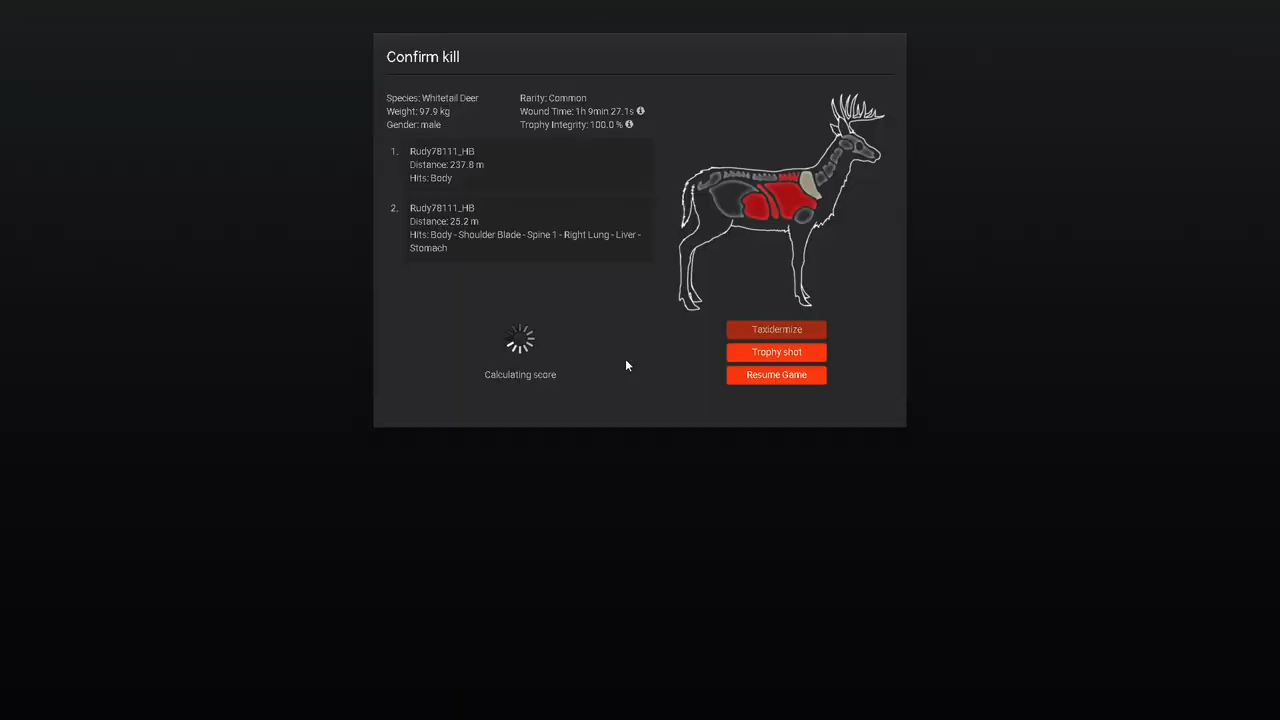 Confirm kill
Species: Whitetail Deer
Weight: 97.9 kg
Gender: male
Rarity: Common
Wound Time: 1h 9min 27.1s
Trophy Integrity: 100.0 %
1. Rudy78111_HB
Distance: 237.8 m
Hits: Body
2. Rudy78111_HB
Distance: 25.2 m
Hits: Body - Shoulder Blade - Spine 1 - Right Lung - Liver -
Stomach
Calculating score
Taxidermize
Trophy shot
Resume Game